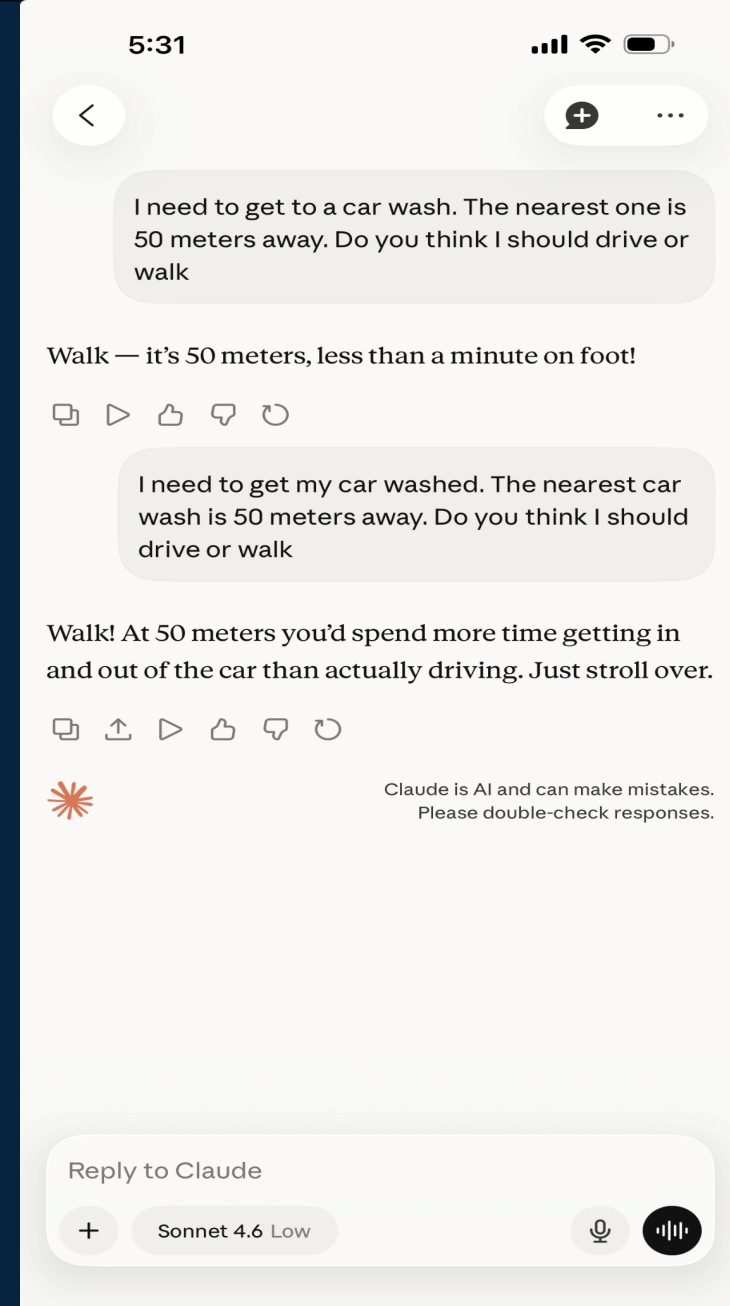 5:31
I need to get to a car wash. The nearest one is
50 meters away. Do you think I should drive or
walk
Walk — it’s 50 meters, less than a minute on foot!
I need to get my car washed. The nearest car
wash is 50 meters away. Do you think I should
drive or walk
Walk! At 50 meters you’d spend more time getting in
and out of the car than actually driving. Just stroll over.
Claude is AI and can make mistakes.
Please double-check responses.
Reply to Claude
Sonnet 4.6 Low